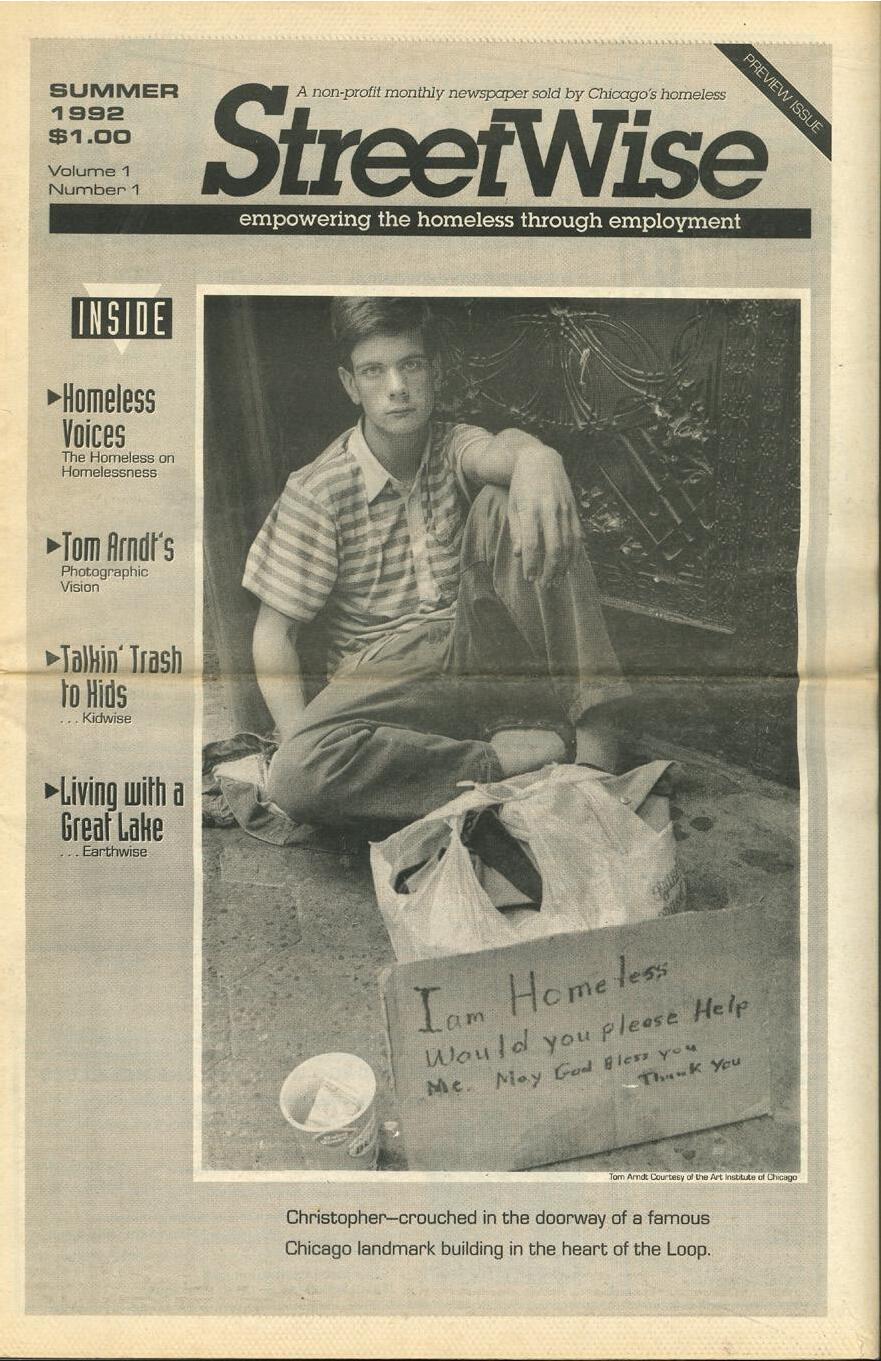 SUMMER
1992
$1.00
Volume 1
Number 1
A non-profit monthly newspaper sold by Chicago's homeless
PREVIEW ISSUE
StreetWise
empowering the homeless through employment
INSIDE
Homeless
Voices
The Homeless on
Homelessness
Tom Arndt's
Photographic
Vision
Talkin' Trash
to Kids
. . . Kidwise
Living with a
Great Lake
. . . Earthwise
I am Homeless
Would you please Help
Me. May God Bless you
Thank You
Tom Arndt Courtesy of the Art Institute of Chicago
Christopher—crouched in the doorway of a famous
Chicago landmark building in the heart of the Loop.